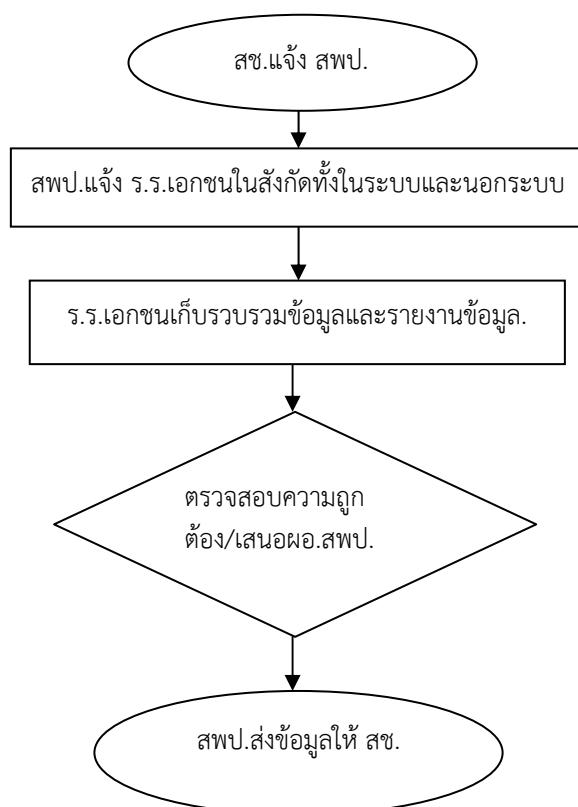 สช.แจ้ง สพป.
สพป.แจ้ง ร.ร.เอกชนในสังกัดทั้งในระบบและนอกระบบ
ร.ร.เอกชนเก็บรวบรวมข้อมูลและรายงานข้อมูล.
ตรวจสอบความถูก
ต้อง/เสนอผอ.สพป.
สพป.ส่งข้อมูลให้ สช.